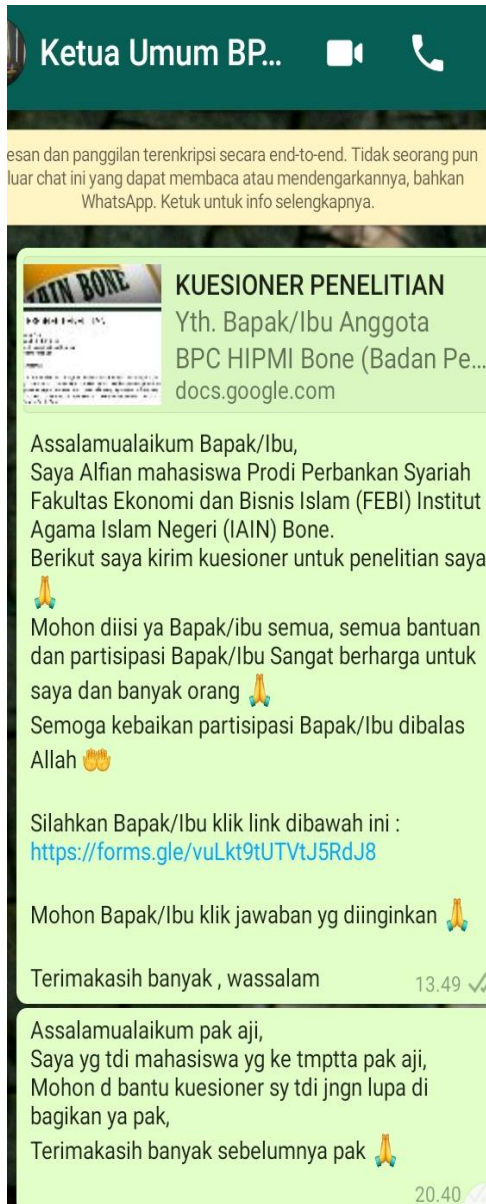 Ketua Umum BP...
esan dan panggilan terenkripsi secara end-to-end. Tidak seorang pun
luar chat ini yang dapat membaca atau mendengarkannya, bahkan
WhatsApp. Ketuk untuk info selengkapnya.
IAIN BONE
KUESIONER PENELITIAN
Yth. Bapak/Ibu Anggota
BPC HIPMI Bone (Badan Pe...
docs.google.com
Assalamualaikum Bapak/Ibu,
Saya Alfian mahasiswa Prodi Perbankan Syariah
Fakultas Ekonomi dan Bisnis Islam (FEBI) Institut
Agama Islam Negeri (IAIN) Bone.
Berikut saya kirim kuesioner untuk penelitian saya
🙏
Mohon diisi ya Bapak/ibu semua, semua bantuan
dan partisipasi Bapak/Ibu Sangat berharga untuk
saya dan banyak orang 🙏
Semoga kebaikan partisipasi Bapak/Ibu dibalas
Allah 🤲
Silahkan Bapak/Ibu klik link dibawah ini :
https://forms.gle/vuLkt9tUTVtJ5RdJ8
Mohon Bapak/Ibu klik jawaban yg diinginkan 🙏
Terimakasih banyak , wassalam
13.49
Assalamualaikum pak aji,
Saya yg tdi mahasiswa yg ke tmptta pak aji,
Mohon d bantu kuesioner sy tdi jngn lupa di
bagikan ya pak,
Terimakasih banyak sebelumnya pak 🙏
20.40